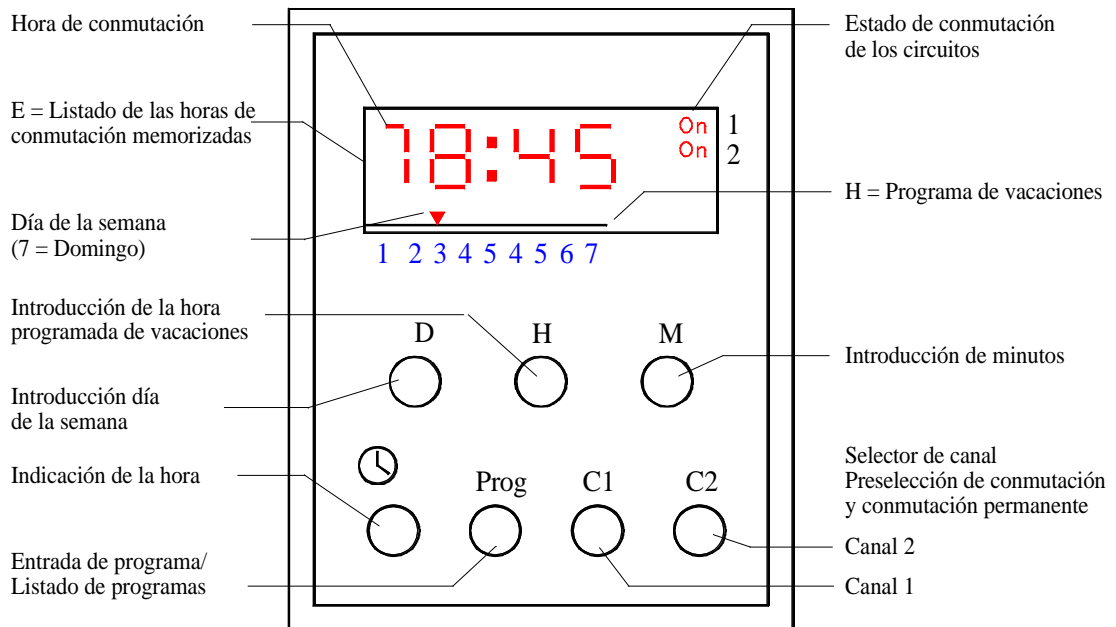 Hora de conmutación
Estado de conmutación
de los circuitos
E = Listado de las horas de
conmutación memorizadas
78:45
On 1
On 2
H = Programa de vacaciones
Día de la semana
(7 = Domingo)
1 2 3 4 5 4 5 6 7
Introducción de la hora
programada de vacaciones
D H M
Introducción de minutos
Introducción día
de la semana
Indicación de la hora
Prog C1 C2
Selector de canal
Preselección de conmutación
y conmutación permanente
Entrada de programa/
Listado de programas
Canal 2
Canal 1